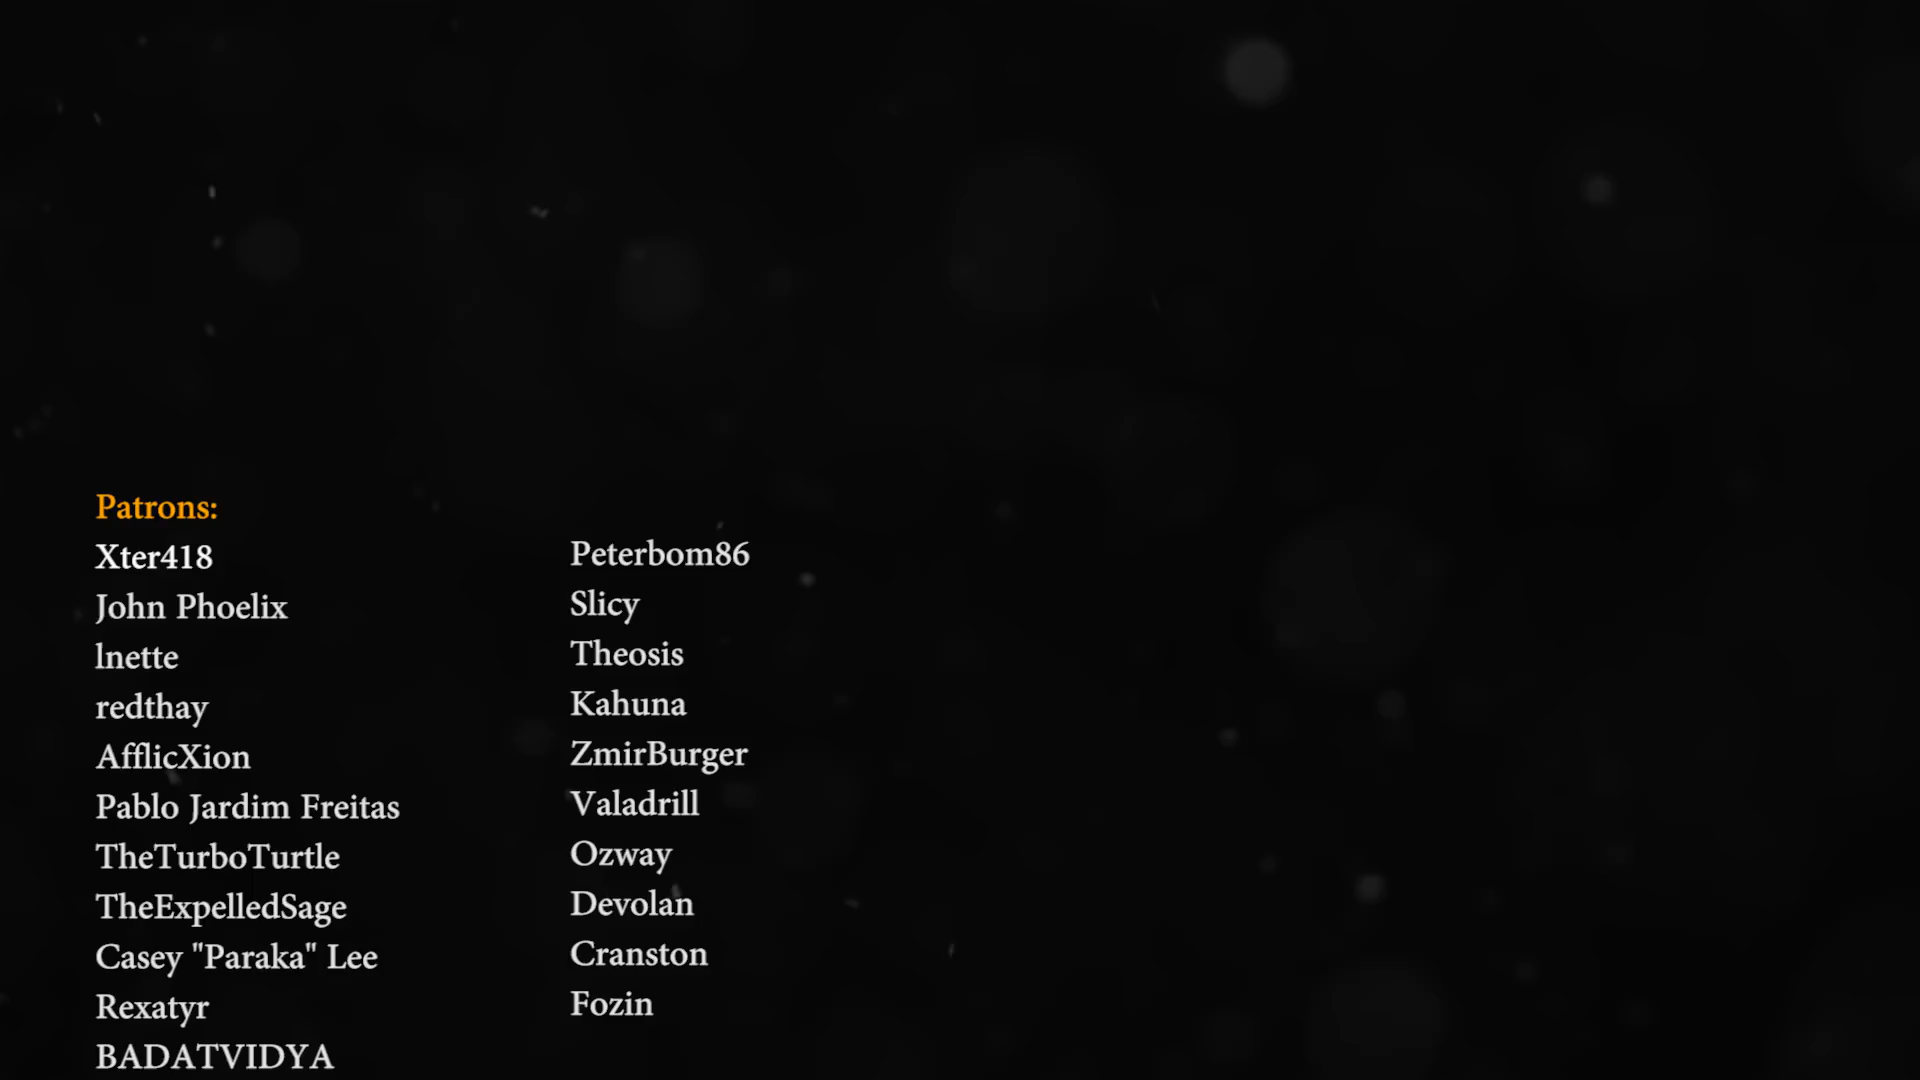 Patrons:
Xter418
John Phoelix
lnette
redthay
AfflicXion
Pablo Jardim Freitas
TheTurboTurtle
TheExpelledSage
Casey "Paraka" Lee
Rexatyr
BADATVIDYA
Peterbom86
Slicy
Theosis
Kahuna
ZmirBurger
Valadrill
Ozway
Devolan
Cranston
Fozin